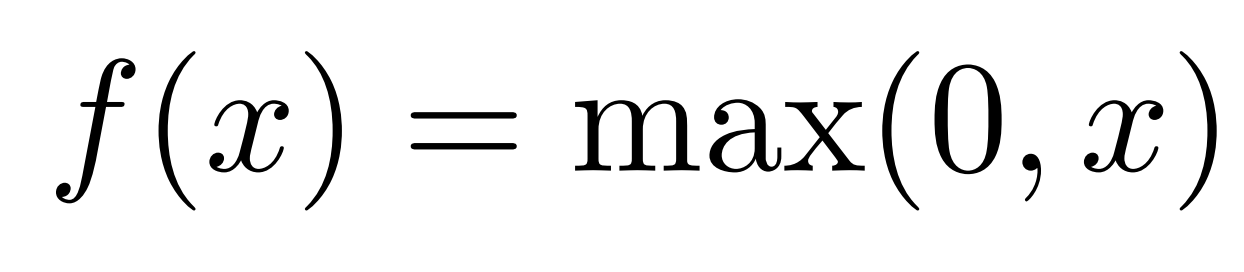 f(x) = max(0, x)